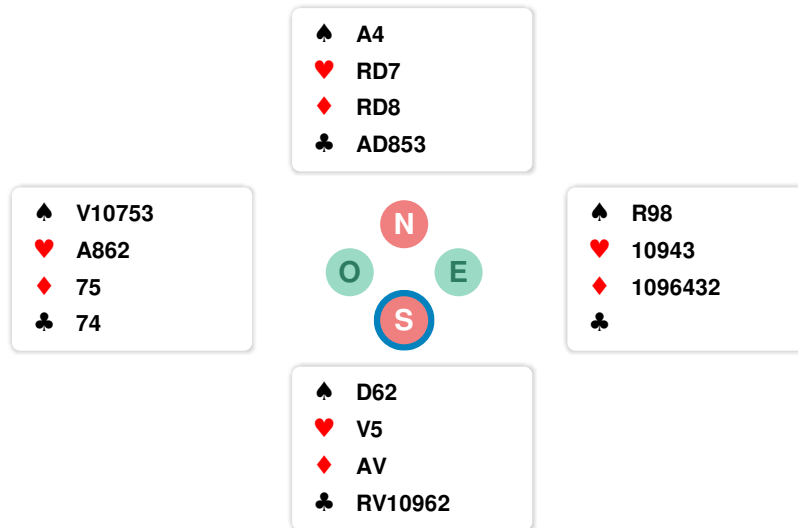 ♠ A4
♥ RD7
♦ RD8
♣ AD853
♠ V10753
♥ A862
♦ 75
♣ 74
N
O E
S
♠ R98
♥ 10943
♦ 1096432
♣
♠ D62
♥ V5
♦ AV
♣ RV10962